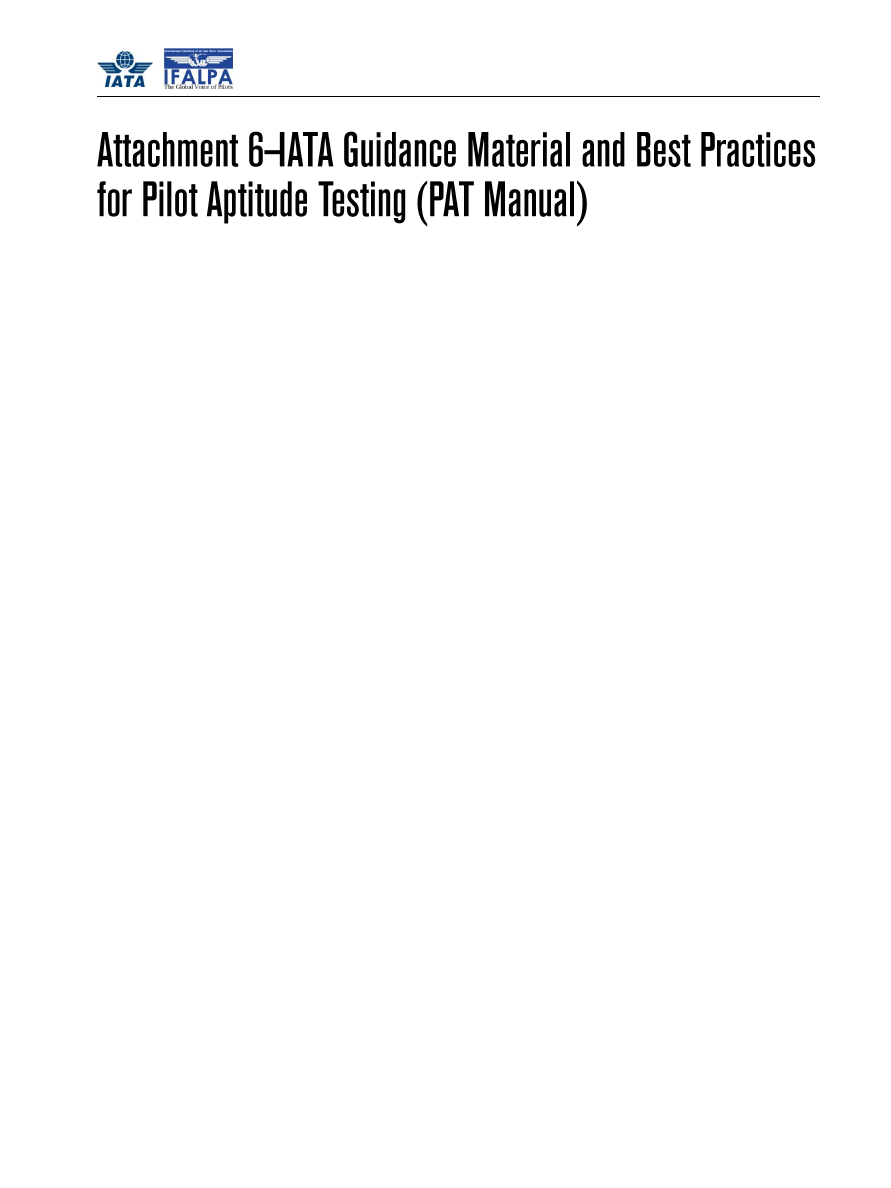 IATA
IFALPA
The Global Voice of Pilots
Attachment 6–IATA Guidance Material and Best Practices
for Pilot Aptitude Testing (PAT Manual)